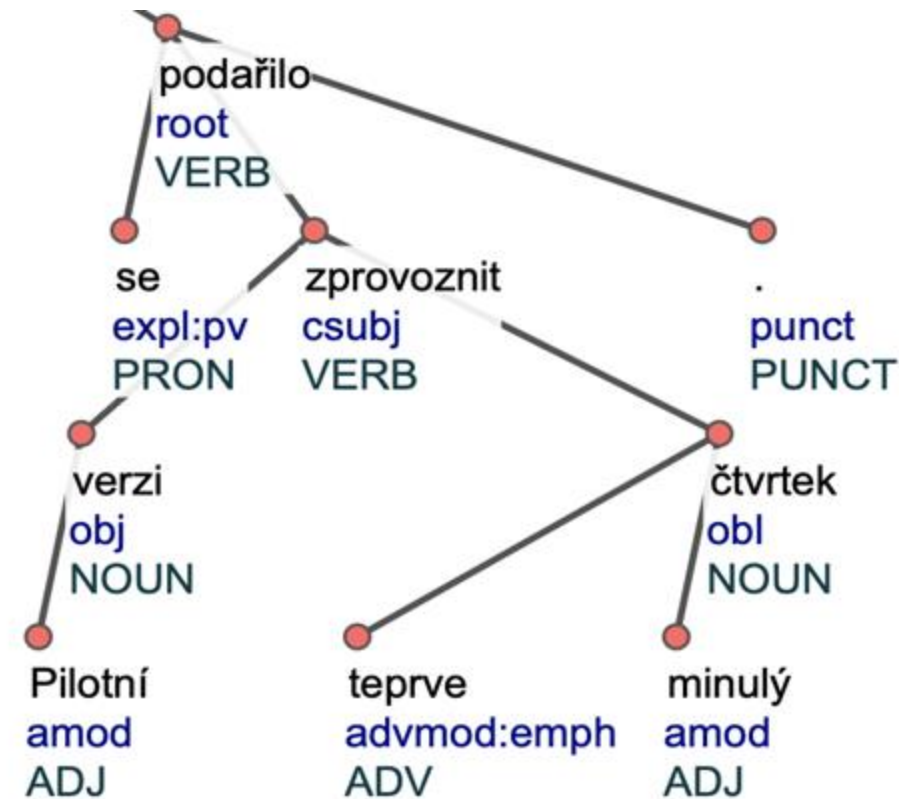 podařilo
root
VERB
se
expl:pv
PRON
zprovoznit
csubj
VERB
.
punct
PUNCT
verzi
obj
NOUN
čtvrtek
obl
NOUN
Pilotní
amod
ADJ
teprve
advmod:emph
ADV
minulý
amod
ADJ